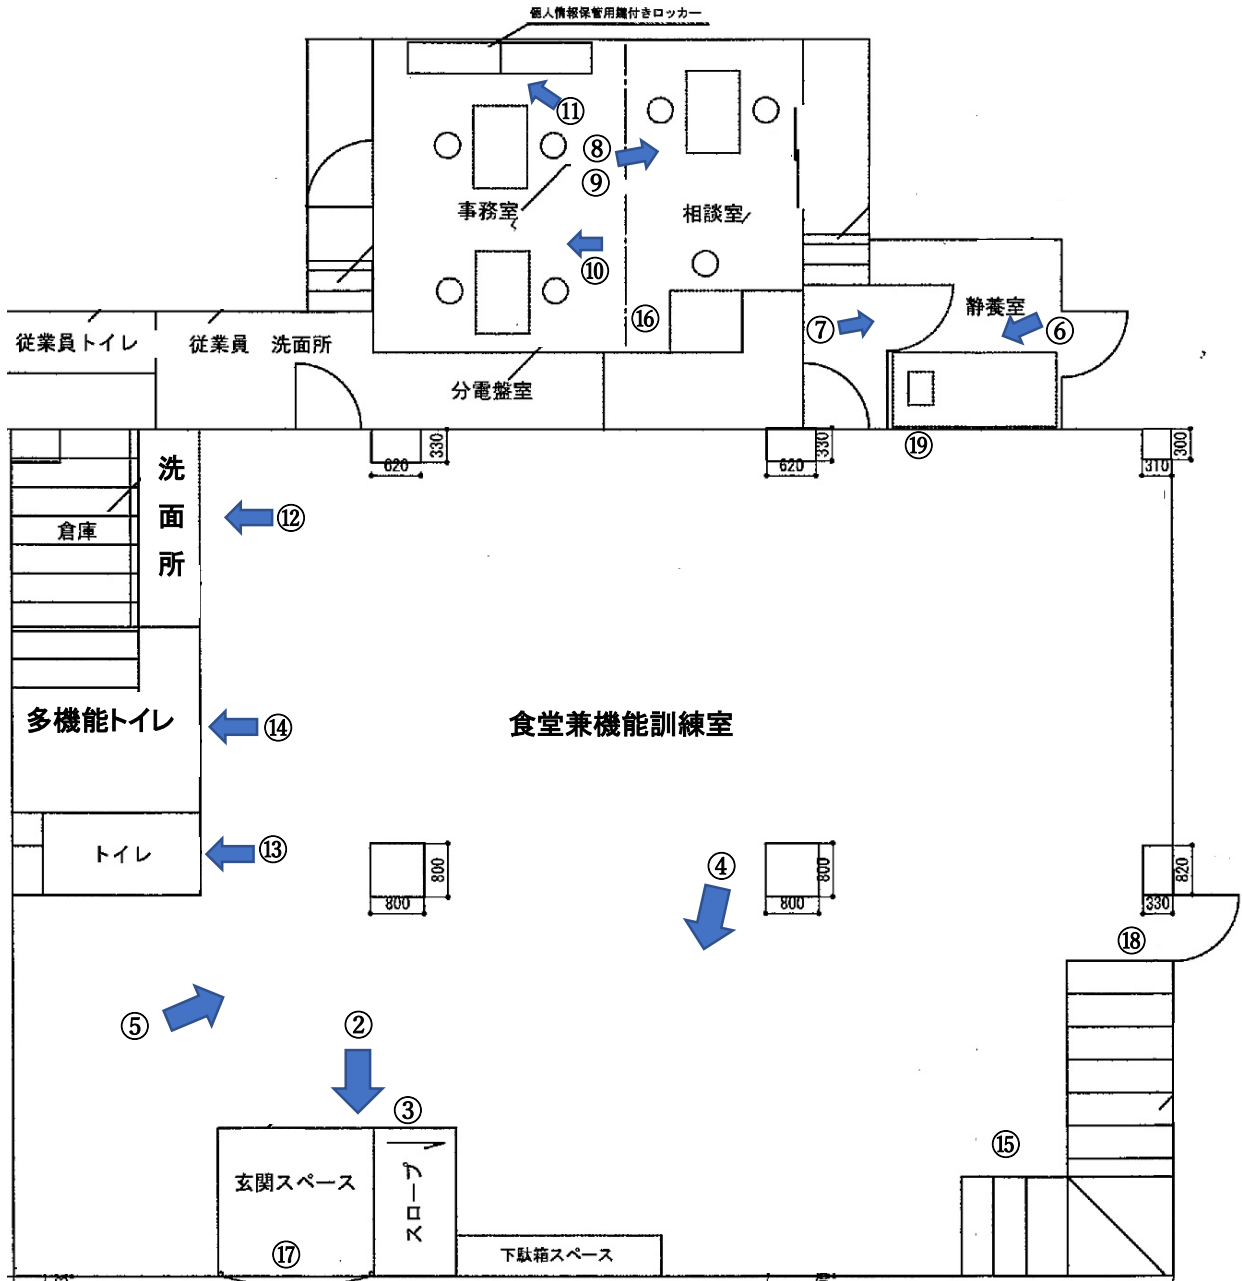 個人情報保管用鍵付きロッカー
⑪
⑧
⑨
事務室
相談室
⑩
⑯
⑦
静養室
⑥
従業員トイレ
従業員 洗面所
分電盤室
330
620
330
620
⑲
300
310
洗面所
倉庫
⑫
多機能トイレ
⑭
食堂兼機能訓練室
トイレ
⑬
800
800
④
800
800
820
330
⑱
⑤
②
③
⑮
玄関スペース
スロープ
⑰
下駄箱スペース